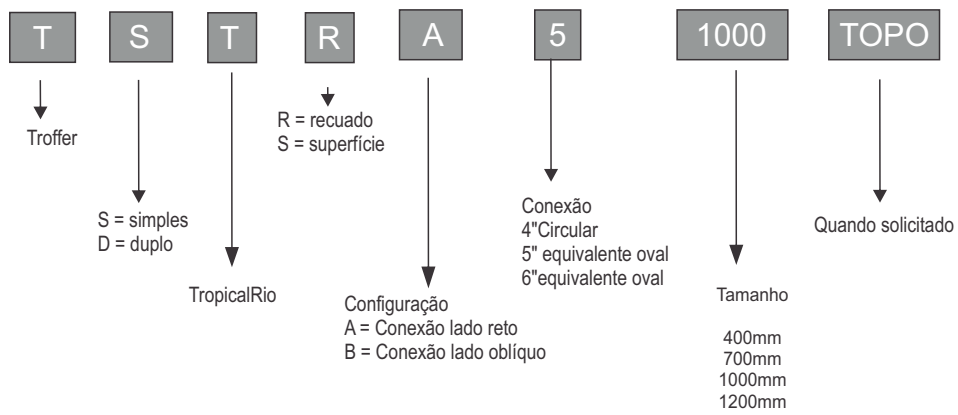 T S T R A 5 1000 TOPO
Troffer
S = simples
D = duplo
TropicalRio
R = recuado
S = superfície
Configuração
A = Conexão lado reto
B = Conexão lado oblíquo
Conexão
4"Circular
5" equivalente oval
6"equivalente oval
Tamanho
400mm
700mm
1000mm
1200mm
Quando solicitado